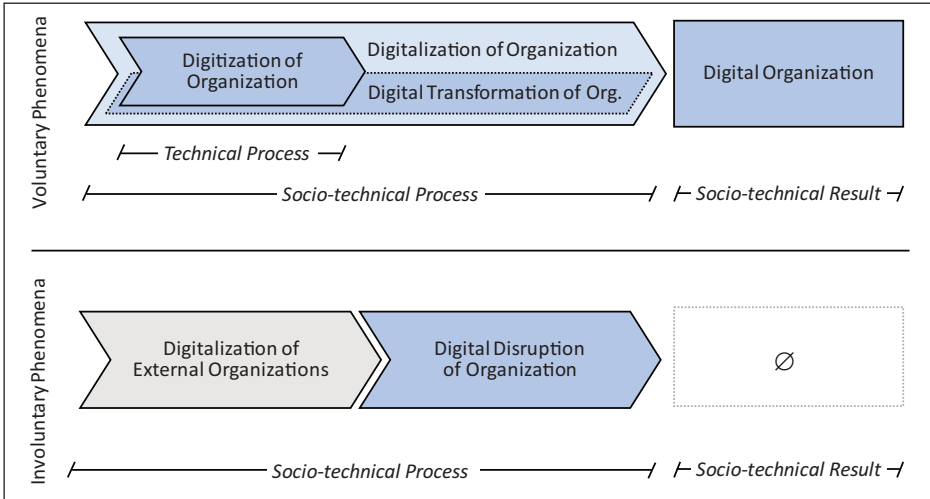 Voluntary Phenomena
Digitization of
Organization
Digitalization of Organization
Digital Transformation of Org.
Digital Organization
Technical Process
Socio-technical Process
Socio-technical Result
Involuntary Phenomena
Digitalization of
External Organizations
Digital Disruption
of Organization
∅
Socio-technical Process
Socio-technical Result